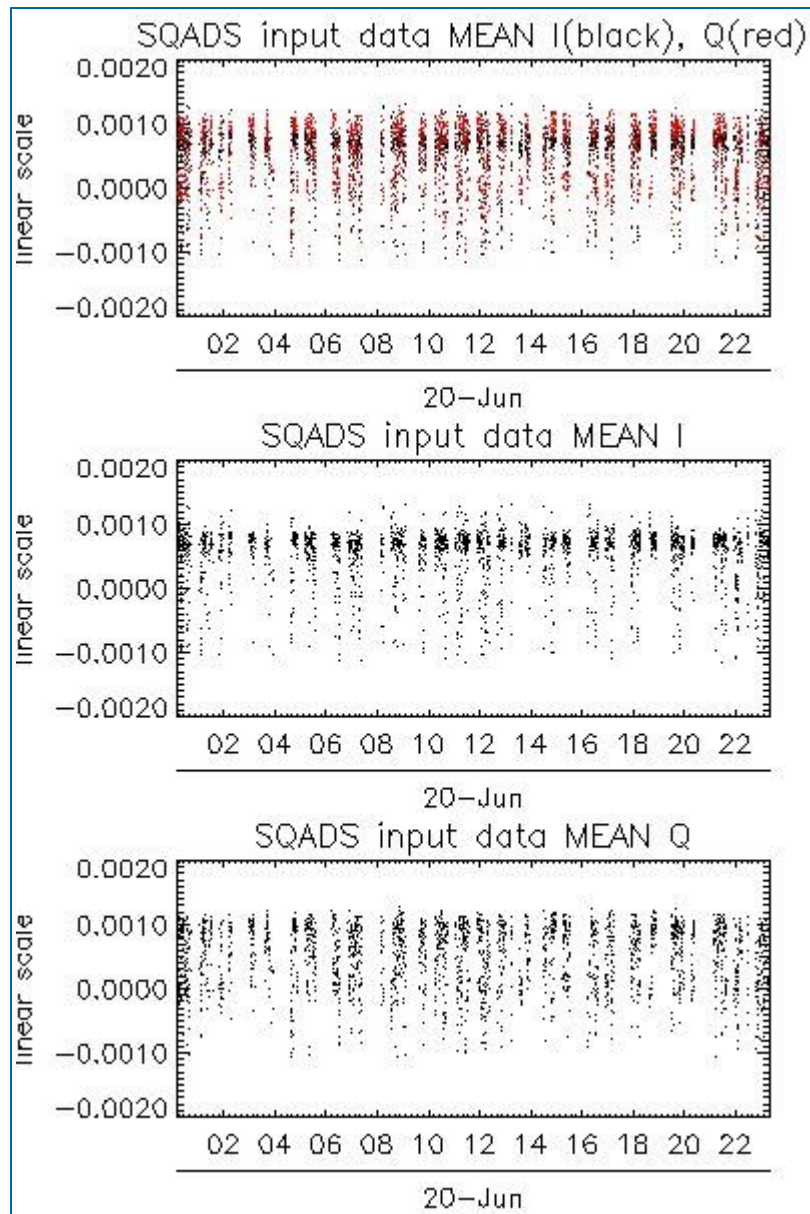 SQADS input data MEAN I(black), Q(red)
0.0020
0.0010
0.0000
−0.0010
−0.0020
linear scale
02 04 06 08 10 12 14 16 18 20 22
20−Jun
SQADS input data MEAN I
0.0020
0.0010
0.0000
−0.0010
−0.0020
linear scale
02 04 06 08 10 12 14 16 18 20 22
20−Jun
SQADS input data MEAN Q
0.0020
0.0010
0.0000
−0.0010
−0.0020
linear scale
02 04 06 08 10 12 14 16 18 20 22
20−Jun